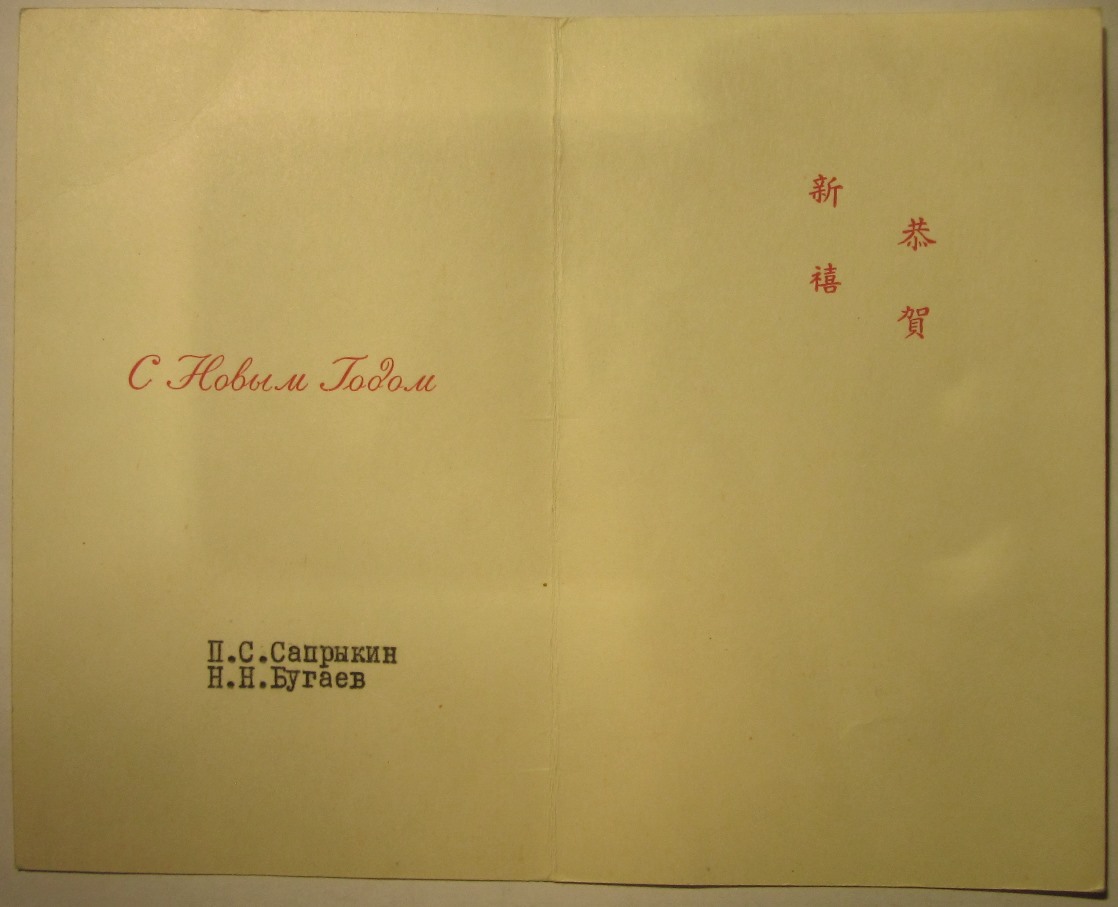 С Новым Годом
П.С.Сапрыкин
Н.Н.Бугаев
恭賀
新禧